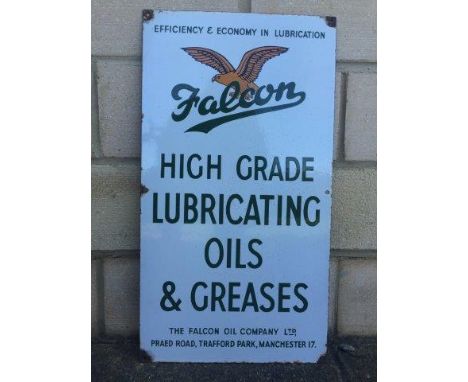 EFFICIENCY & ECONOMY IN LUBRICATION
Falcon
HIGH GRADE
LUBRICATING
OILS
& GREASES
THE FALCON OIL COMPANY LTD,
PRAED ROAD, TRAFFORD PARK, MANCHESTER 17.